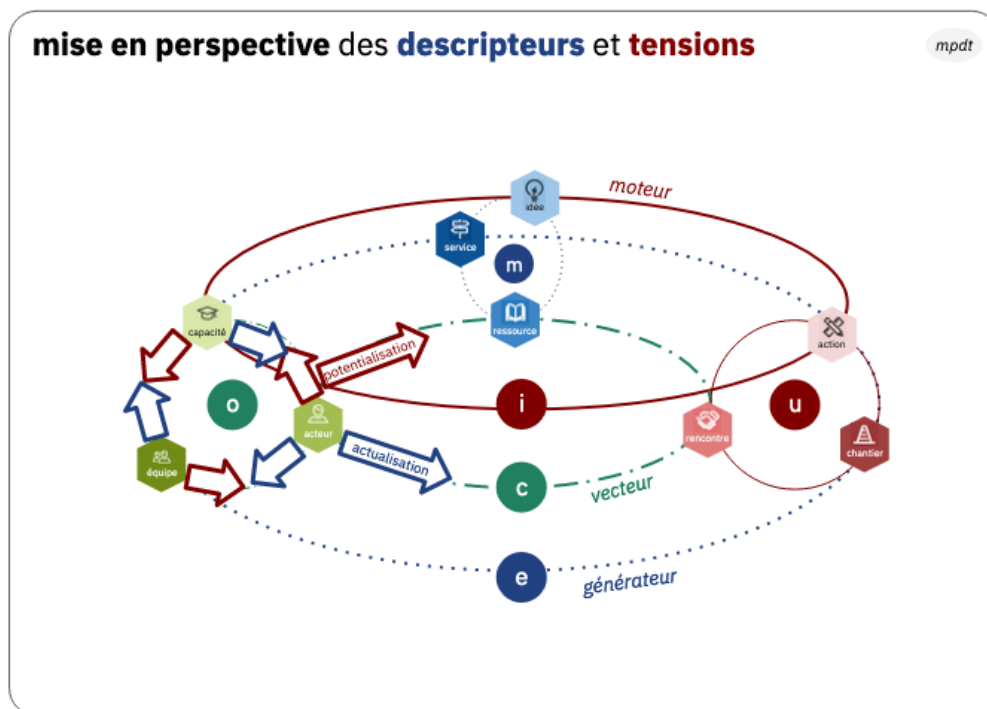 mise en perspective des descripteurs et tensions
mpdt
moteur
idée
service
m
capacité
ressource
action
potentialisation
o
i
u
acteur
rencontre
chantier
équipe
actualisation
c
vecteur
e
générateur